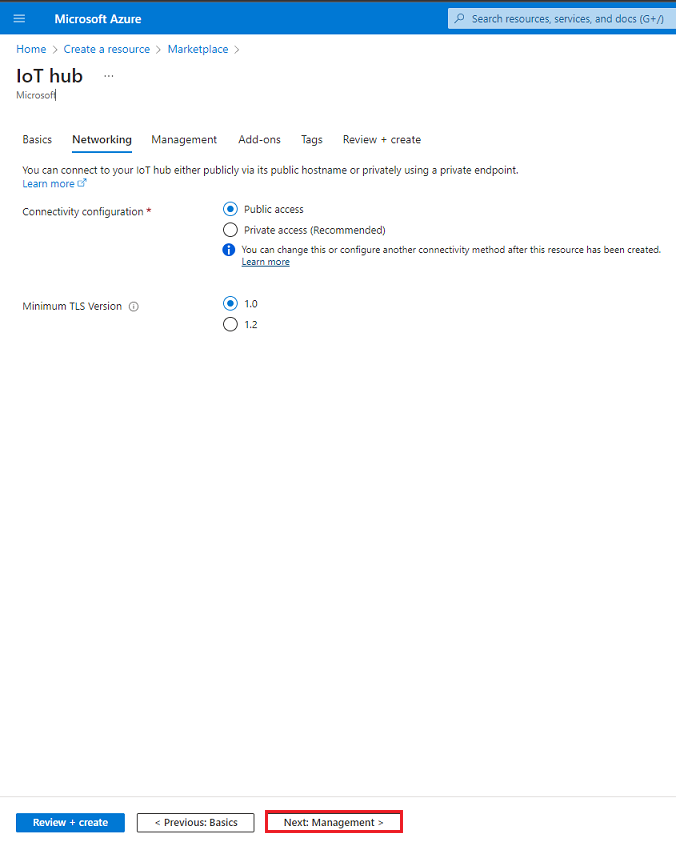 Microsoft Azure
Search resources, services, and docs (G+/)
Home > Create a resource > Marketplace >
IoT hub ...
Microsoft
Basics Networking Management Add-ons Tags Review + create
You can connect to your IoT hub either publicly via its public hostname or privately using a private endpoint.
Learn more
Connectivity configuration *
Public access
Private access (Recommended)
You can change this or configure another connectivity method after this resource has been created.
Learn more
Minimum TLS Version
1.0
1.2
Review + create
< Previous: Basics
Next: Management >